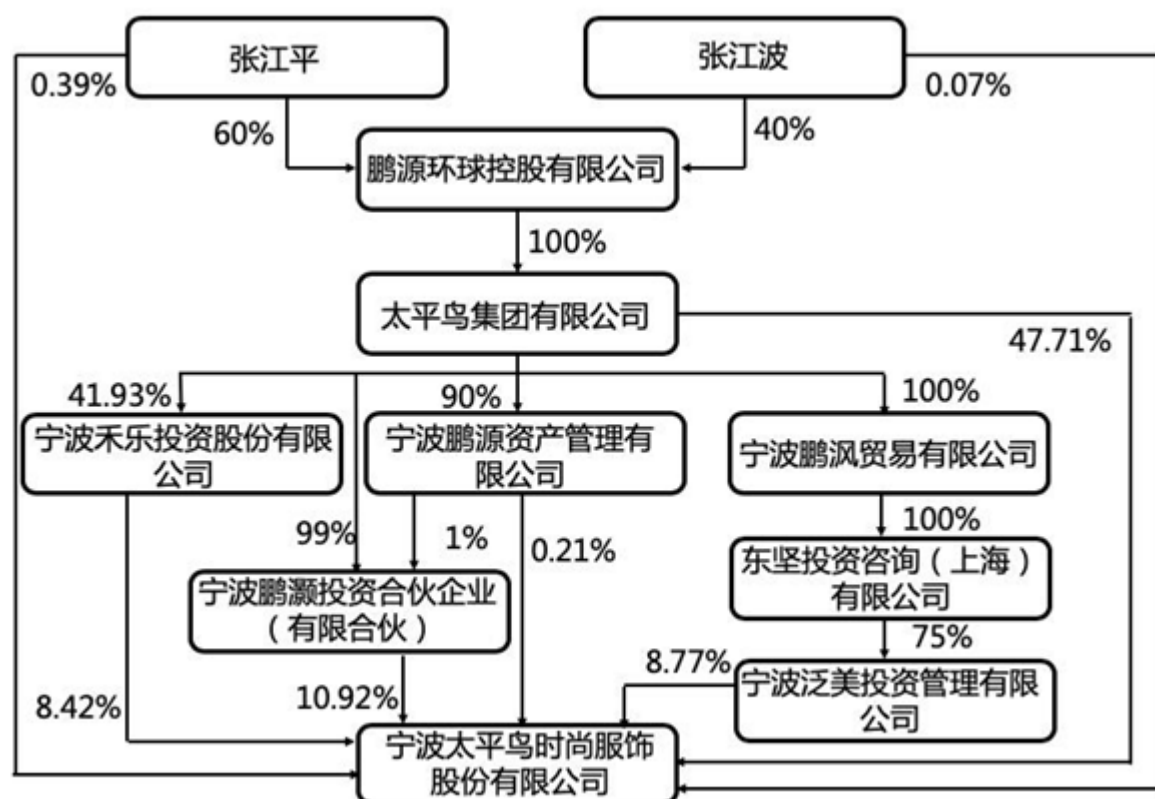 张江平
张江波
0.39%
0.07%
60%
40%
鹏源环球控股有限公司
100%
太平鸟集团有限公司
47.71%
41.93%
90%
100%
宁波禾乐投资股份有限
公司
宁波鹏源资产管理有
限公司
宁波鹏沨贸易有限公司
99%
1%
0.21%
100%
宁波鹏灏投资合伙企业
（有限合伙）
东坚投资咨询（上海）
有限公司
75%
8.42%
10.92%
8.77%
宁波泛美投资管理有限
公司
宁波太平鸟时尚服饰
股份有限公司